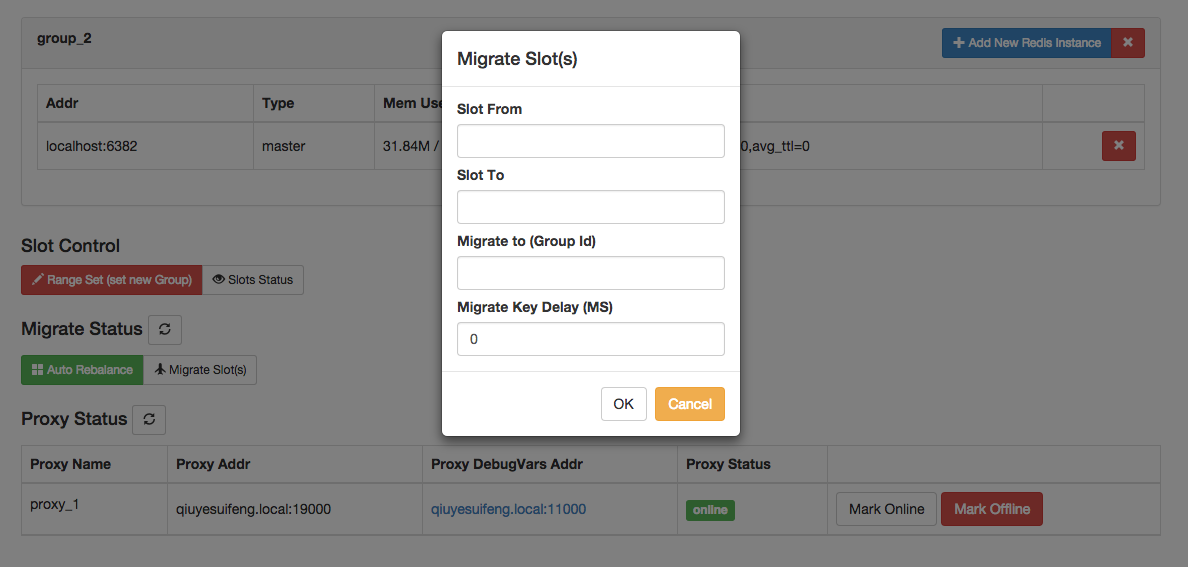 group_2
Add New Redis Instance
Migrate Slot(s)
Addr Type Mem Use
localhost:6382 master 31.84M / 0,avg_ttl=0
Slot From
Slot To
Migrate to (Group Id)
Migrate Key Delay (MS)
0
OK Cancel
Slot Control
Range Set (set new Group) Slots Status
Migrate Status
Auto Rebalance Migrate Slot(s)
Proxy Status
Proxy Name Proxy Addr Proxy DebugVars Addr Proxy Status
proxy_1 qiuyesuifeng.local:19000 qiuyesuifeng.local:11000 online Mark Online Mark Offline